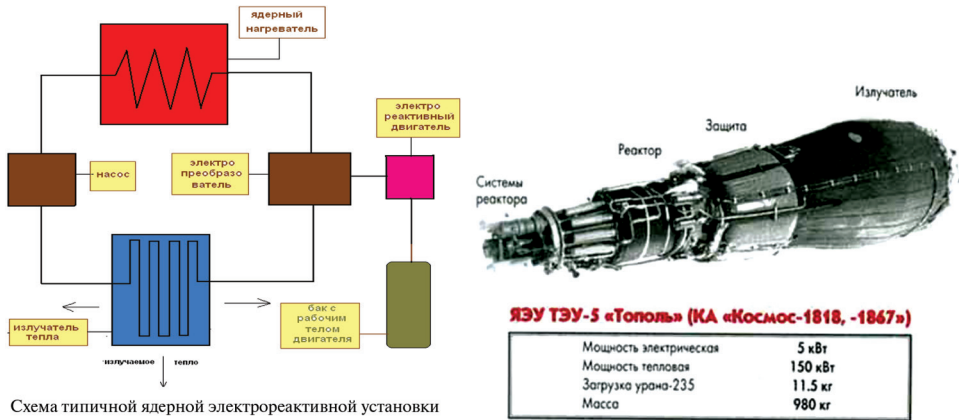 ядерный
нагреватель
электро
реактивный
двигатель
насос
электро
преобразо
ватель
бак с
рабочим
телом
двигателя
излучатель
тепла
излучаемое тепло
Схема типичной ядерной электрореактивной установки
Излучатель
Защита
Реактор
Системы
реактора
ЯЭУ ТЭУ-5 «Тополь» (КА «Космос-1818, -1867»)
Мощность электрическая 5 кВт
Мощность тепловая 150 кВт
Загрузка урана-235 11.5 кг
Масса 980 кг